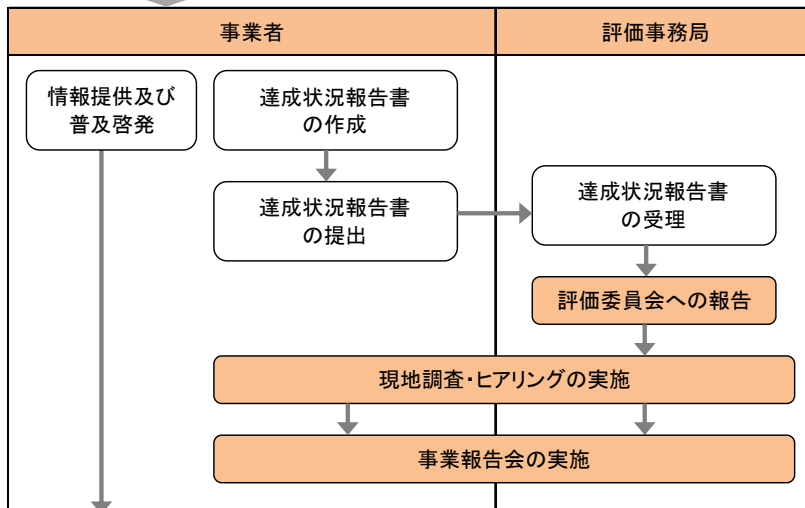 事業者
評価事務局
情報提供及び
普及啓発
達成状況報告書
の作成
達成状況報告書
の提出
達成状況報告書
の受理
評価委員会への報告
現地調査・ヒアリングの実施
事業報告会の実施